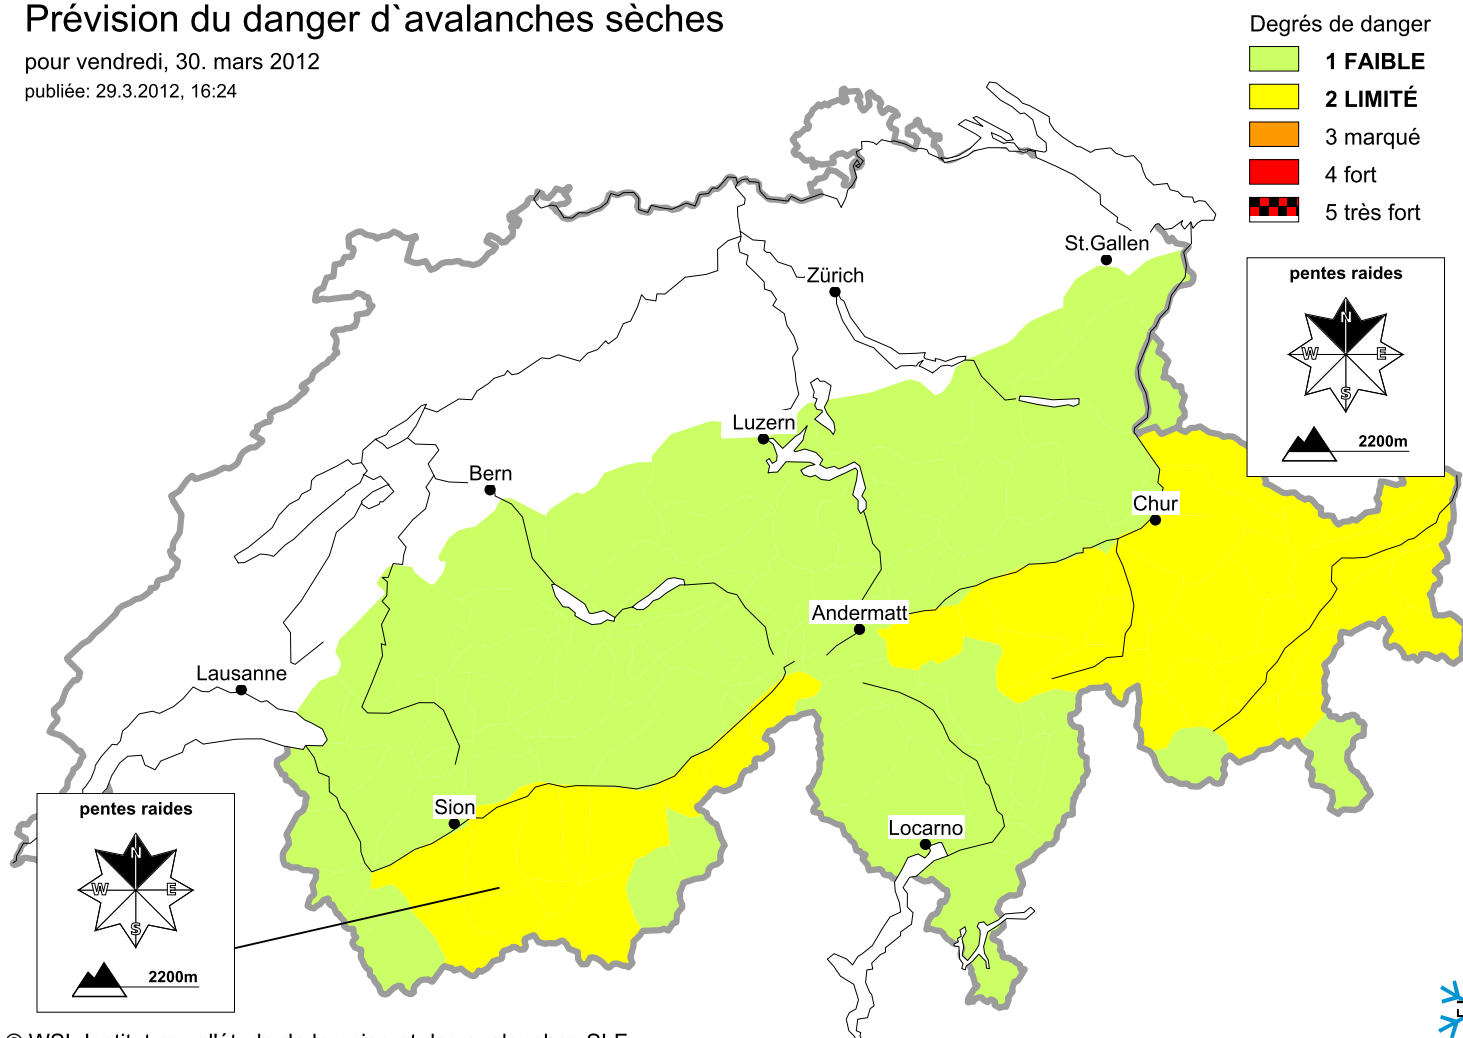 Prévision du danger d`avalanches sèches
pour vendredi, 30. mars 2012
publiée: 29.3.2012, 16:24
Degrés de danger
1 FAIBLE
2 LIMITÉ
3 marqué
4 fort
5 très fort
St.Gallen
pentes raides
Zürich
N
W E
S
Luzern
2200m
Bern
Chur
Andermatt
Lausanne
pentes raides
Sion
Locarno
N
W E
S
2200m